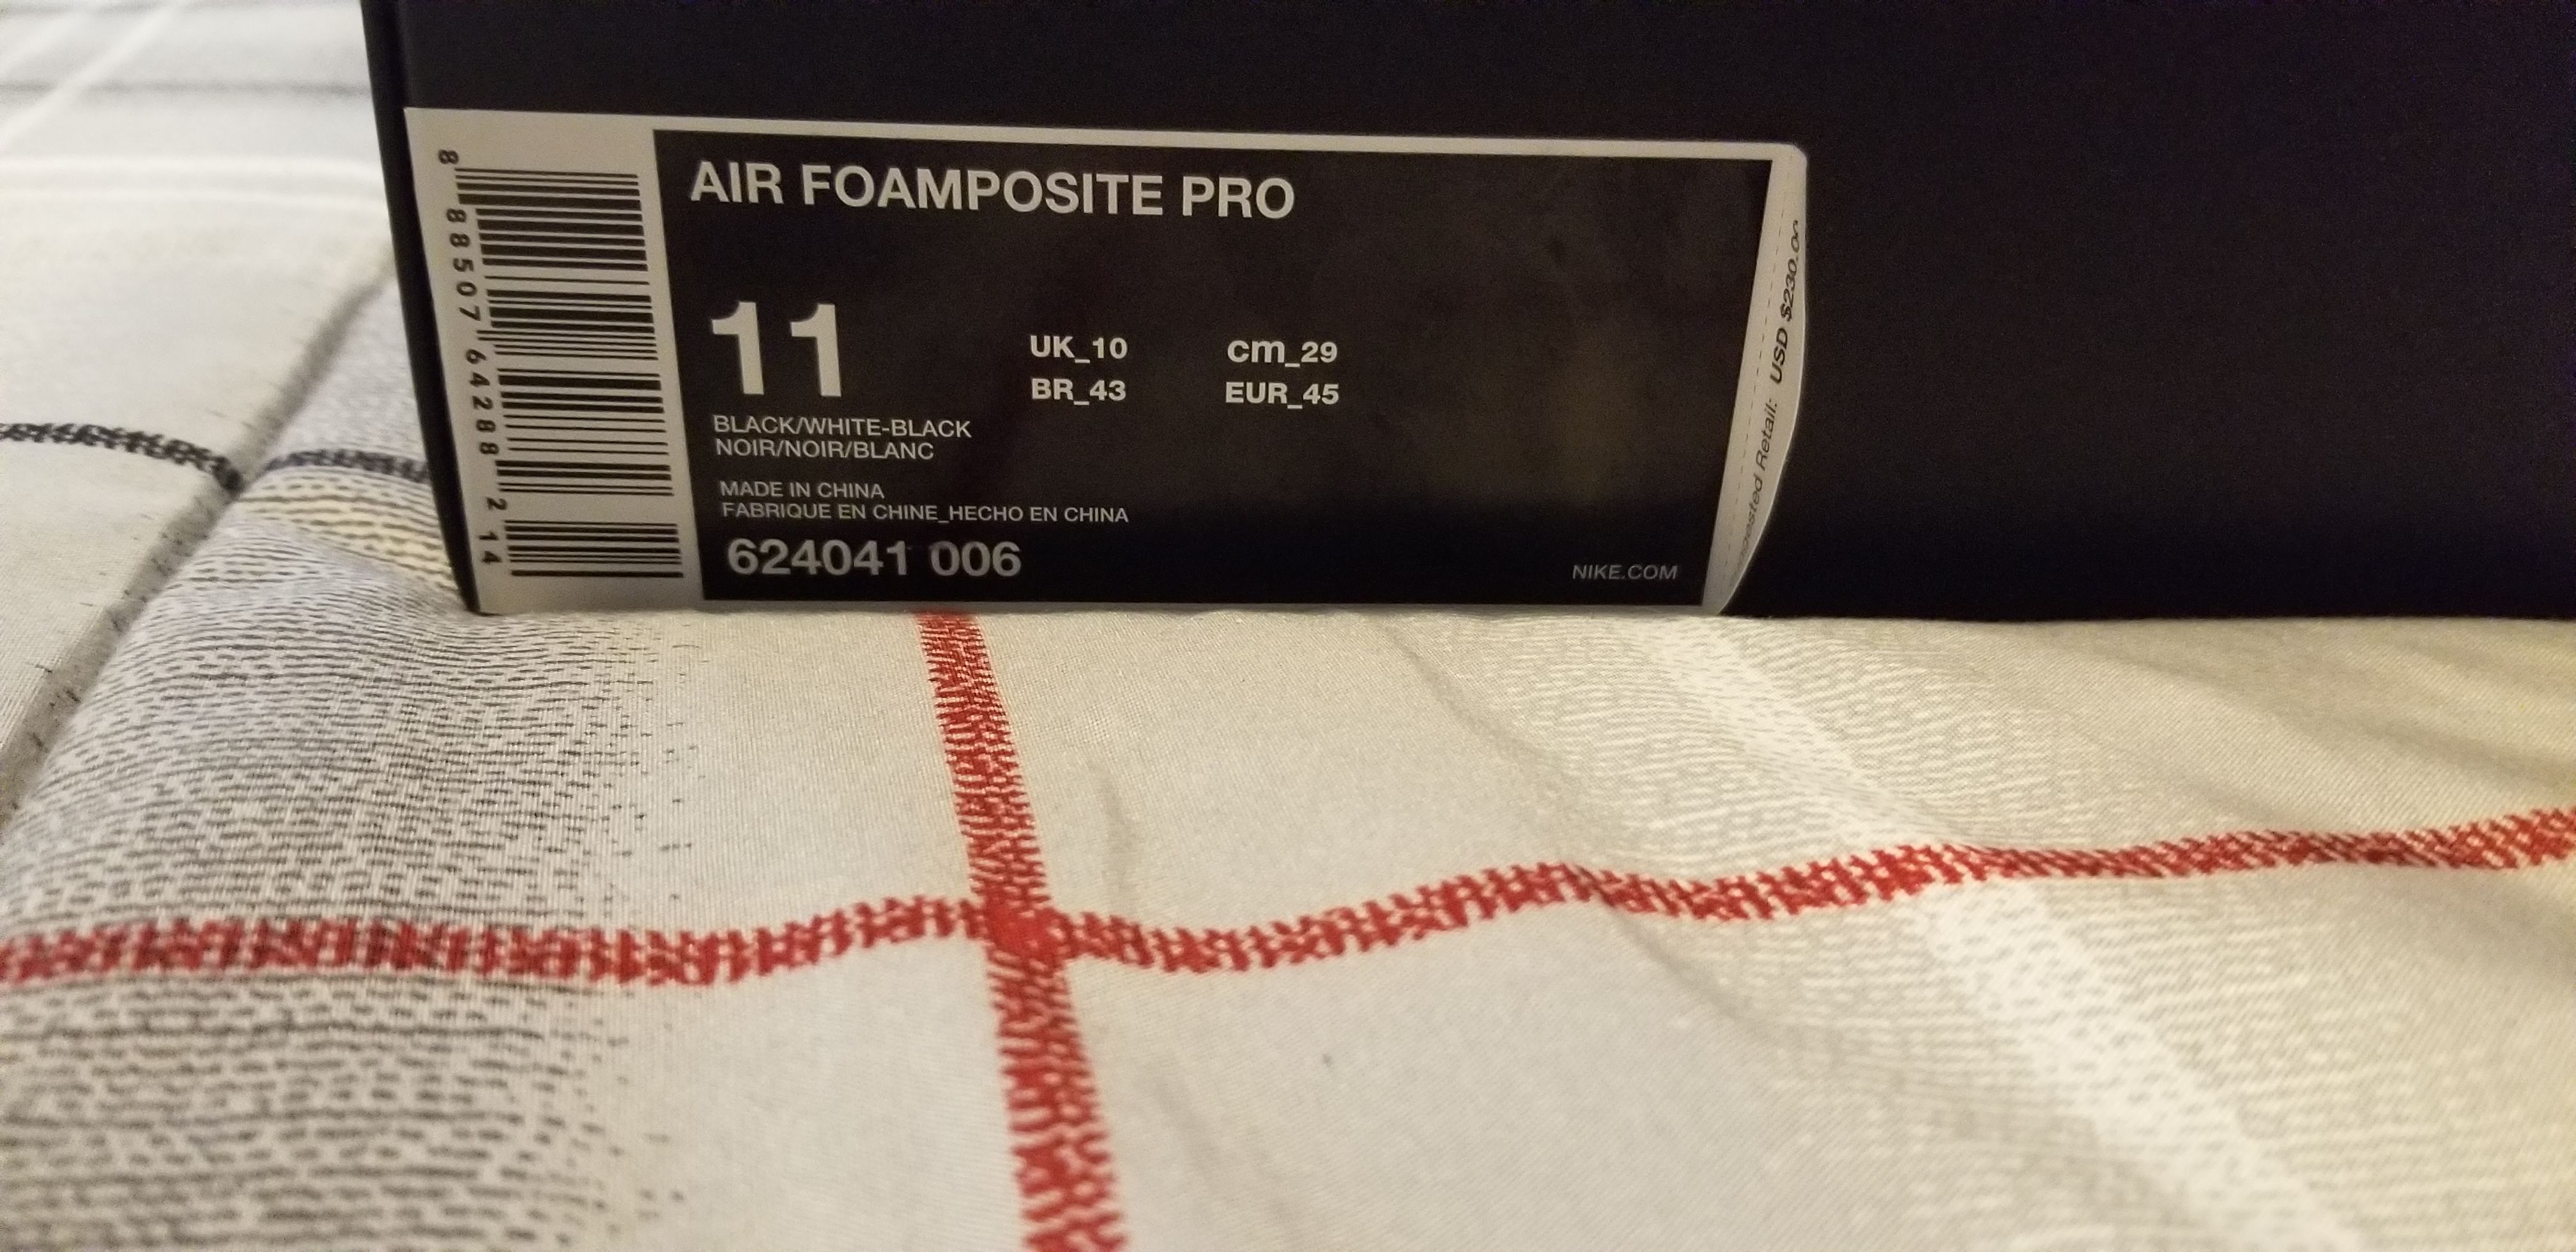 AIR FOAMPOSITE PRO
11
UK_10 cm_29
BR_43 EUR_45
BLACK/WHITE-BLACK
NOIR/NOIR/BLANC
MADE IN CHINA
FABRIQUE EN CHINE_HECHO EN CHINA
624041 006
NIKE.COM
8 88507 64288 2 14
Retail: USD $230.00